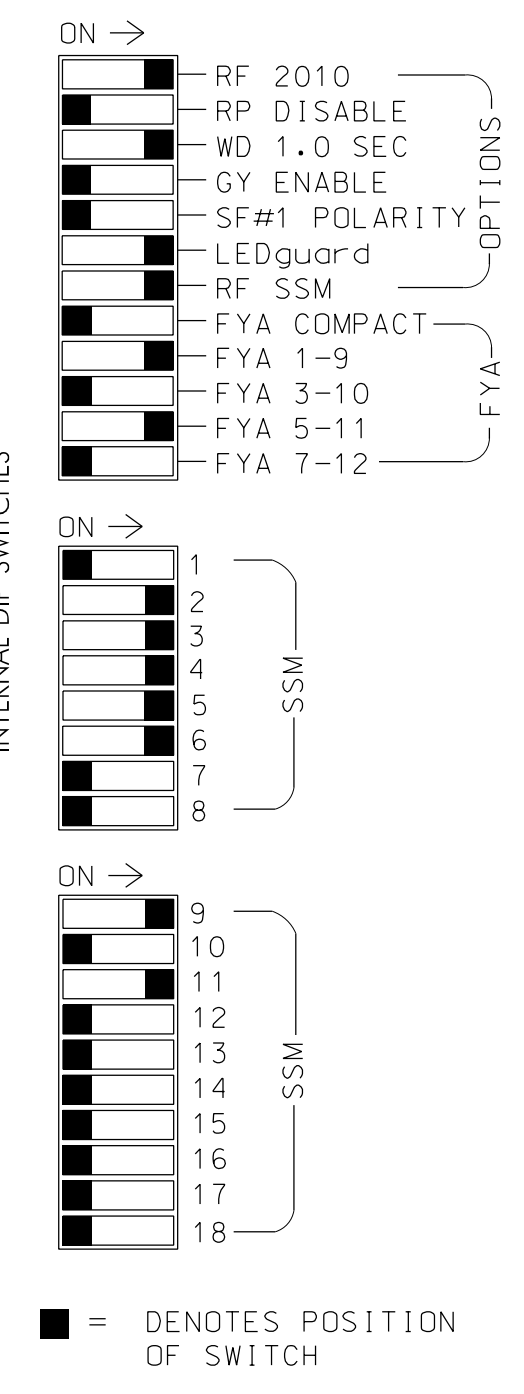 ON →
RF 2010
RP DISABLE
WD 1.0 SEC
GY ENABLE
SF#1 POLARITY
LEDguard
RF SSM
OPTIONS
FYA COMPACT
FYA 1-9
FYA 3-10
FYA 5-11
FYA 7-12
FYA
INTERNAL DIP SWITCHES
ON →
1
2
3
4
5
6
7
8
SSM
ON →
9
10
11
12
13
14
15
16
17
18
SSM
= DENOTES POSITION
OF SWITCH